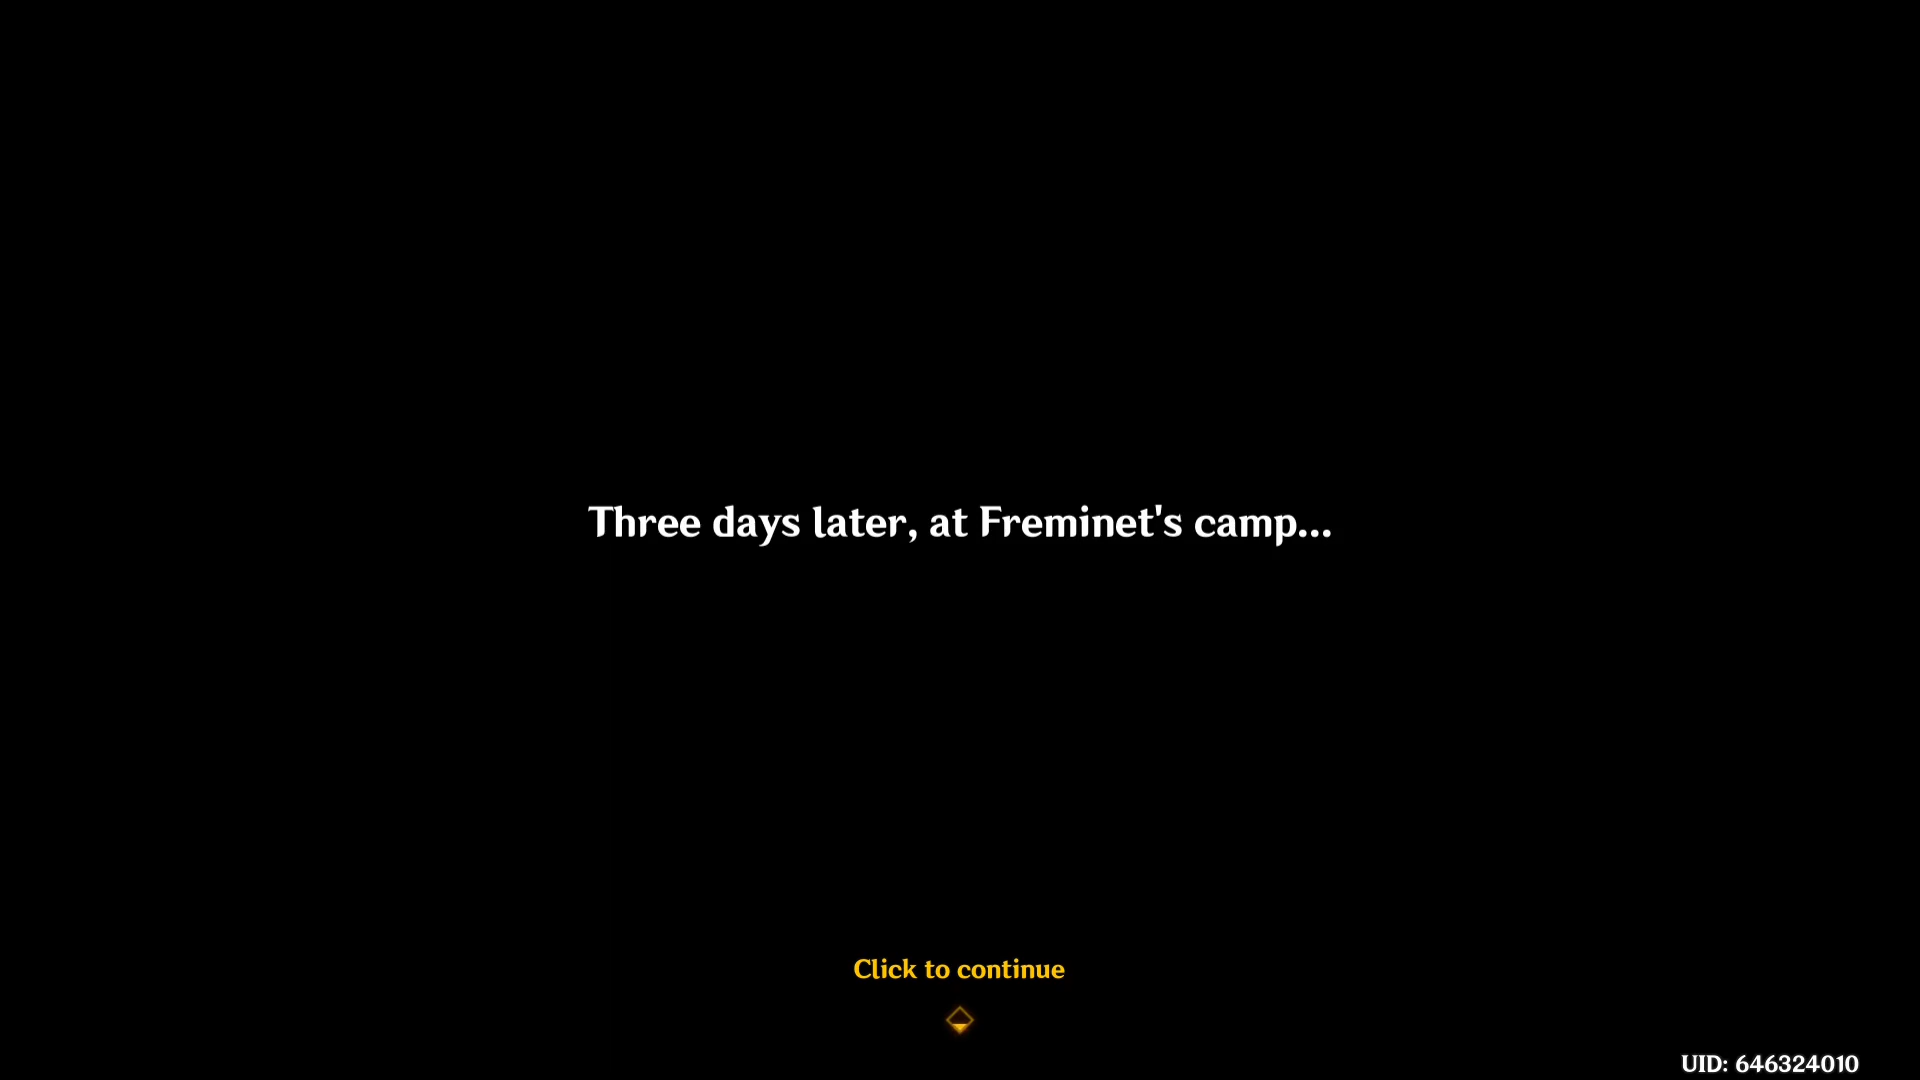 Three days later, at Freminet's camp...
Click to continue
UID: 646324010